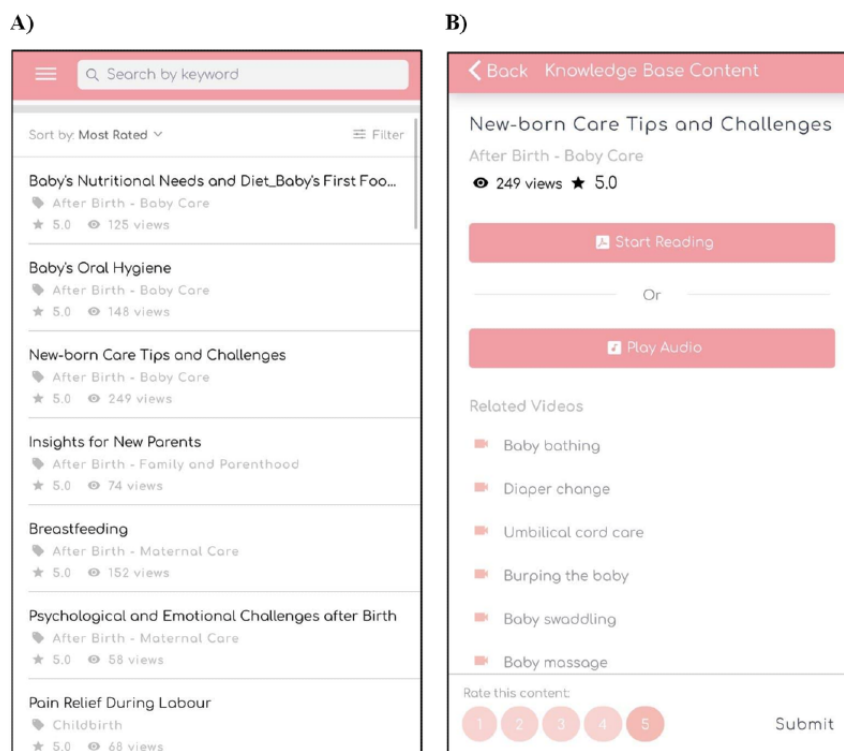 A)
Search by keyword
Sort by: Most Rated
Filter
Baby's Nutritional Needs and Diet_Baby's First Foo...
After Birth - Baby Care
5.0 125 views
Baby's Oral Hygiene
After Birth - Baby Care
5.0 148 views
New-born Care Tips and Challenges
After Birth - Baby Care
5.0 249 views
Insights for New Parents
After Birth - Family and Parenthood
5.0 74 views
Breastfeeding
After Birth - Maternal Care
5.0 152 views
Psychological and Emotional Challenges after Birth
After Birth - Maternal Care
5.0 58 views
Pain Relief During Labour
Childbirth
5.0 68 views
B)
Back Knowledge Base Content
New-born Care Tips and Challenges
After Birth - Baby Care
249 views 5.0
Start Reading
Or
Play Audio
Related Videos
Baby bathing
Diaper change
Umbilical cord care
Burping the baby
Baby swaddling
Baby massage
Rate this content:
1 2 3 4 5 Submit